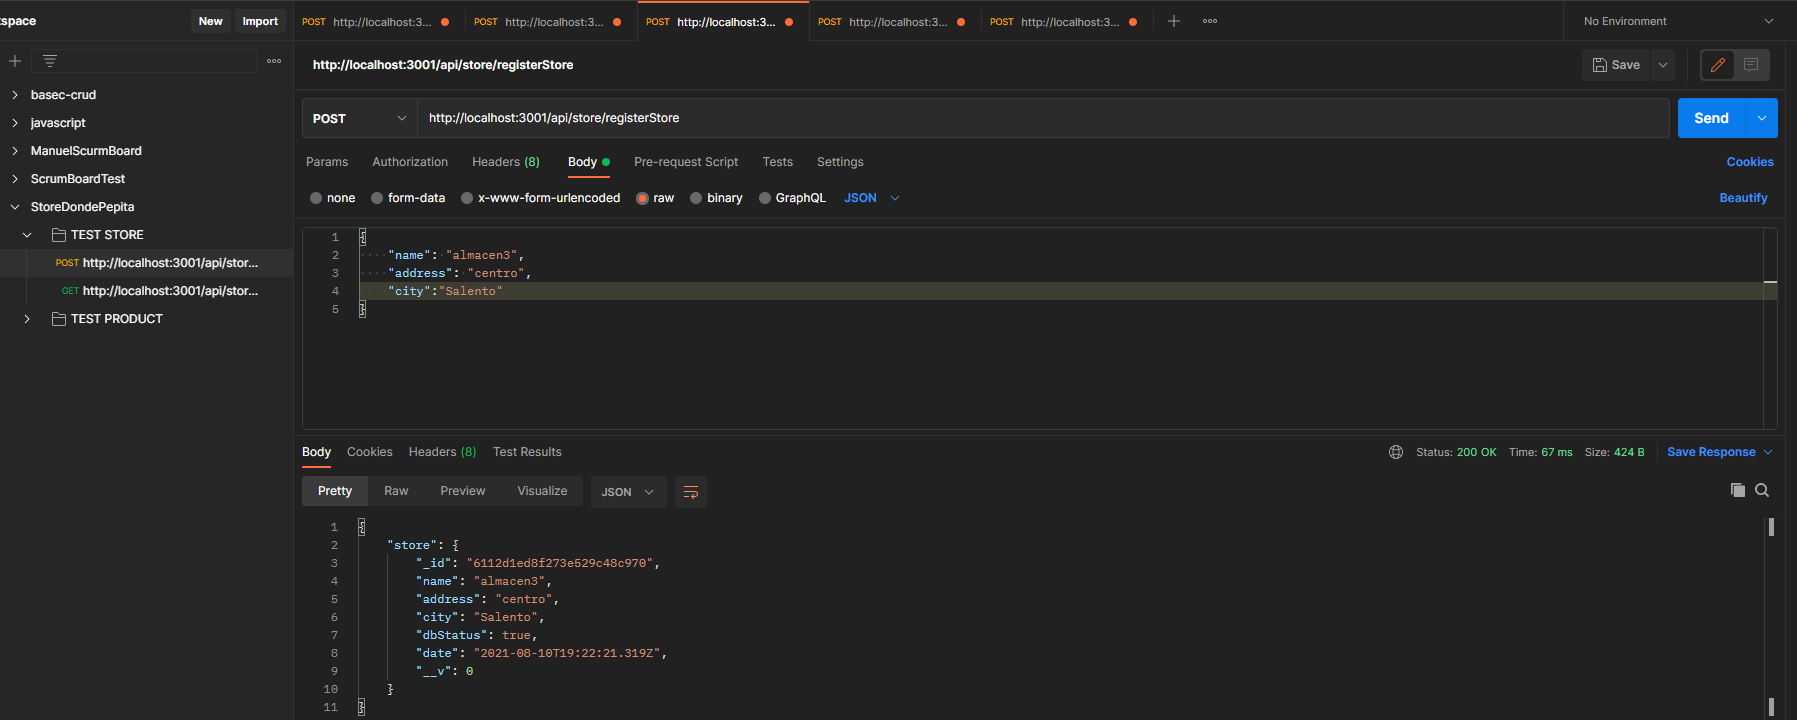 kspace New Import
POST http://localhost:3... POST http://localhost:3... POST http://localhost:3... POST http://localhost:3... POST http://localhost:3... No Environment
http://localhost:3001/api/store/registerStore Save
basec-crud
javascript
ManuelScurmBoard
ScrumBoardTest
StoreDondePepita
TEST STORE
POST http://localhost:3001/api/stor...
GET http://localhost:3001/api/stor...
TEST PRODUCT
POST http://localhost:3001/api/store/registerStore Send
Params Authorization Headers (8) Body Pre-request Script Tests Settings Cookies
none form-data x-www-form-urlencoded raw binary GraphQL JSON Beautify
1 {
2 "name": "almacen3",
3 "address": "centro",
4 "city":"Salento"
5 }
Body Cookies Headers (8) Test Results Status: 200 OK Time: 67 ms Size: 424 B Save Response
Pretty Raw Preview Visualize JSON
1 {
2 "store": {
3 "_id": "6112d1ed8f273e529c48c970",
4 "name": "almacen3",
5 "address": "centro",
6 "city": "Salento",
7 "dbStatus": true,
8 "date": "2021-08-10T19:22:21.319Z",
9 "__v": 0
10 }
11 }